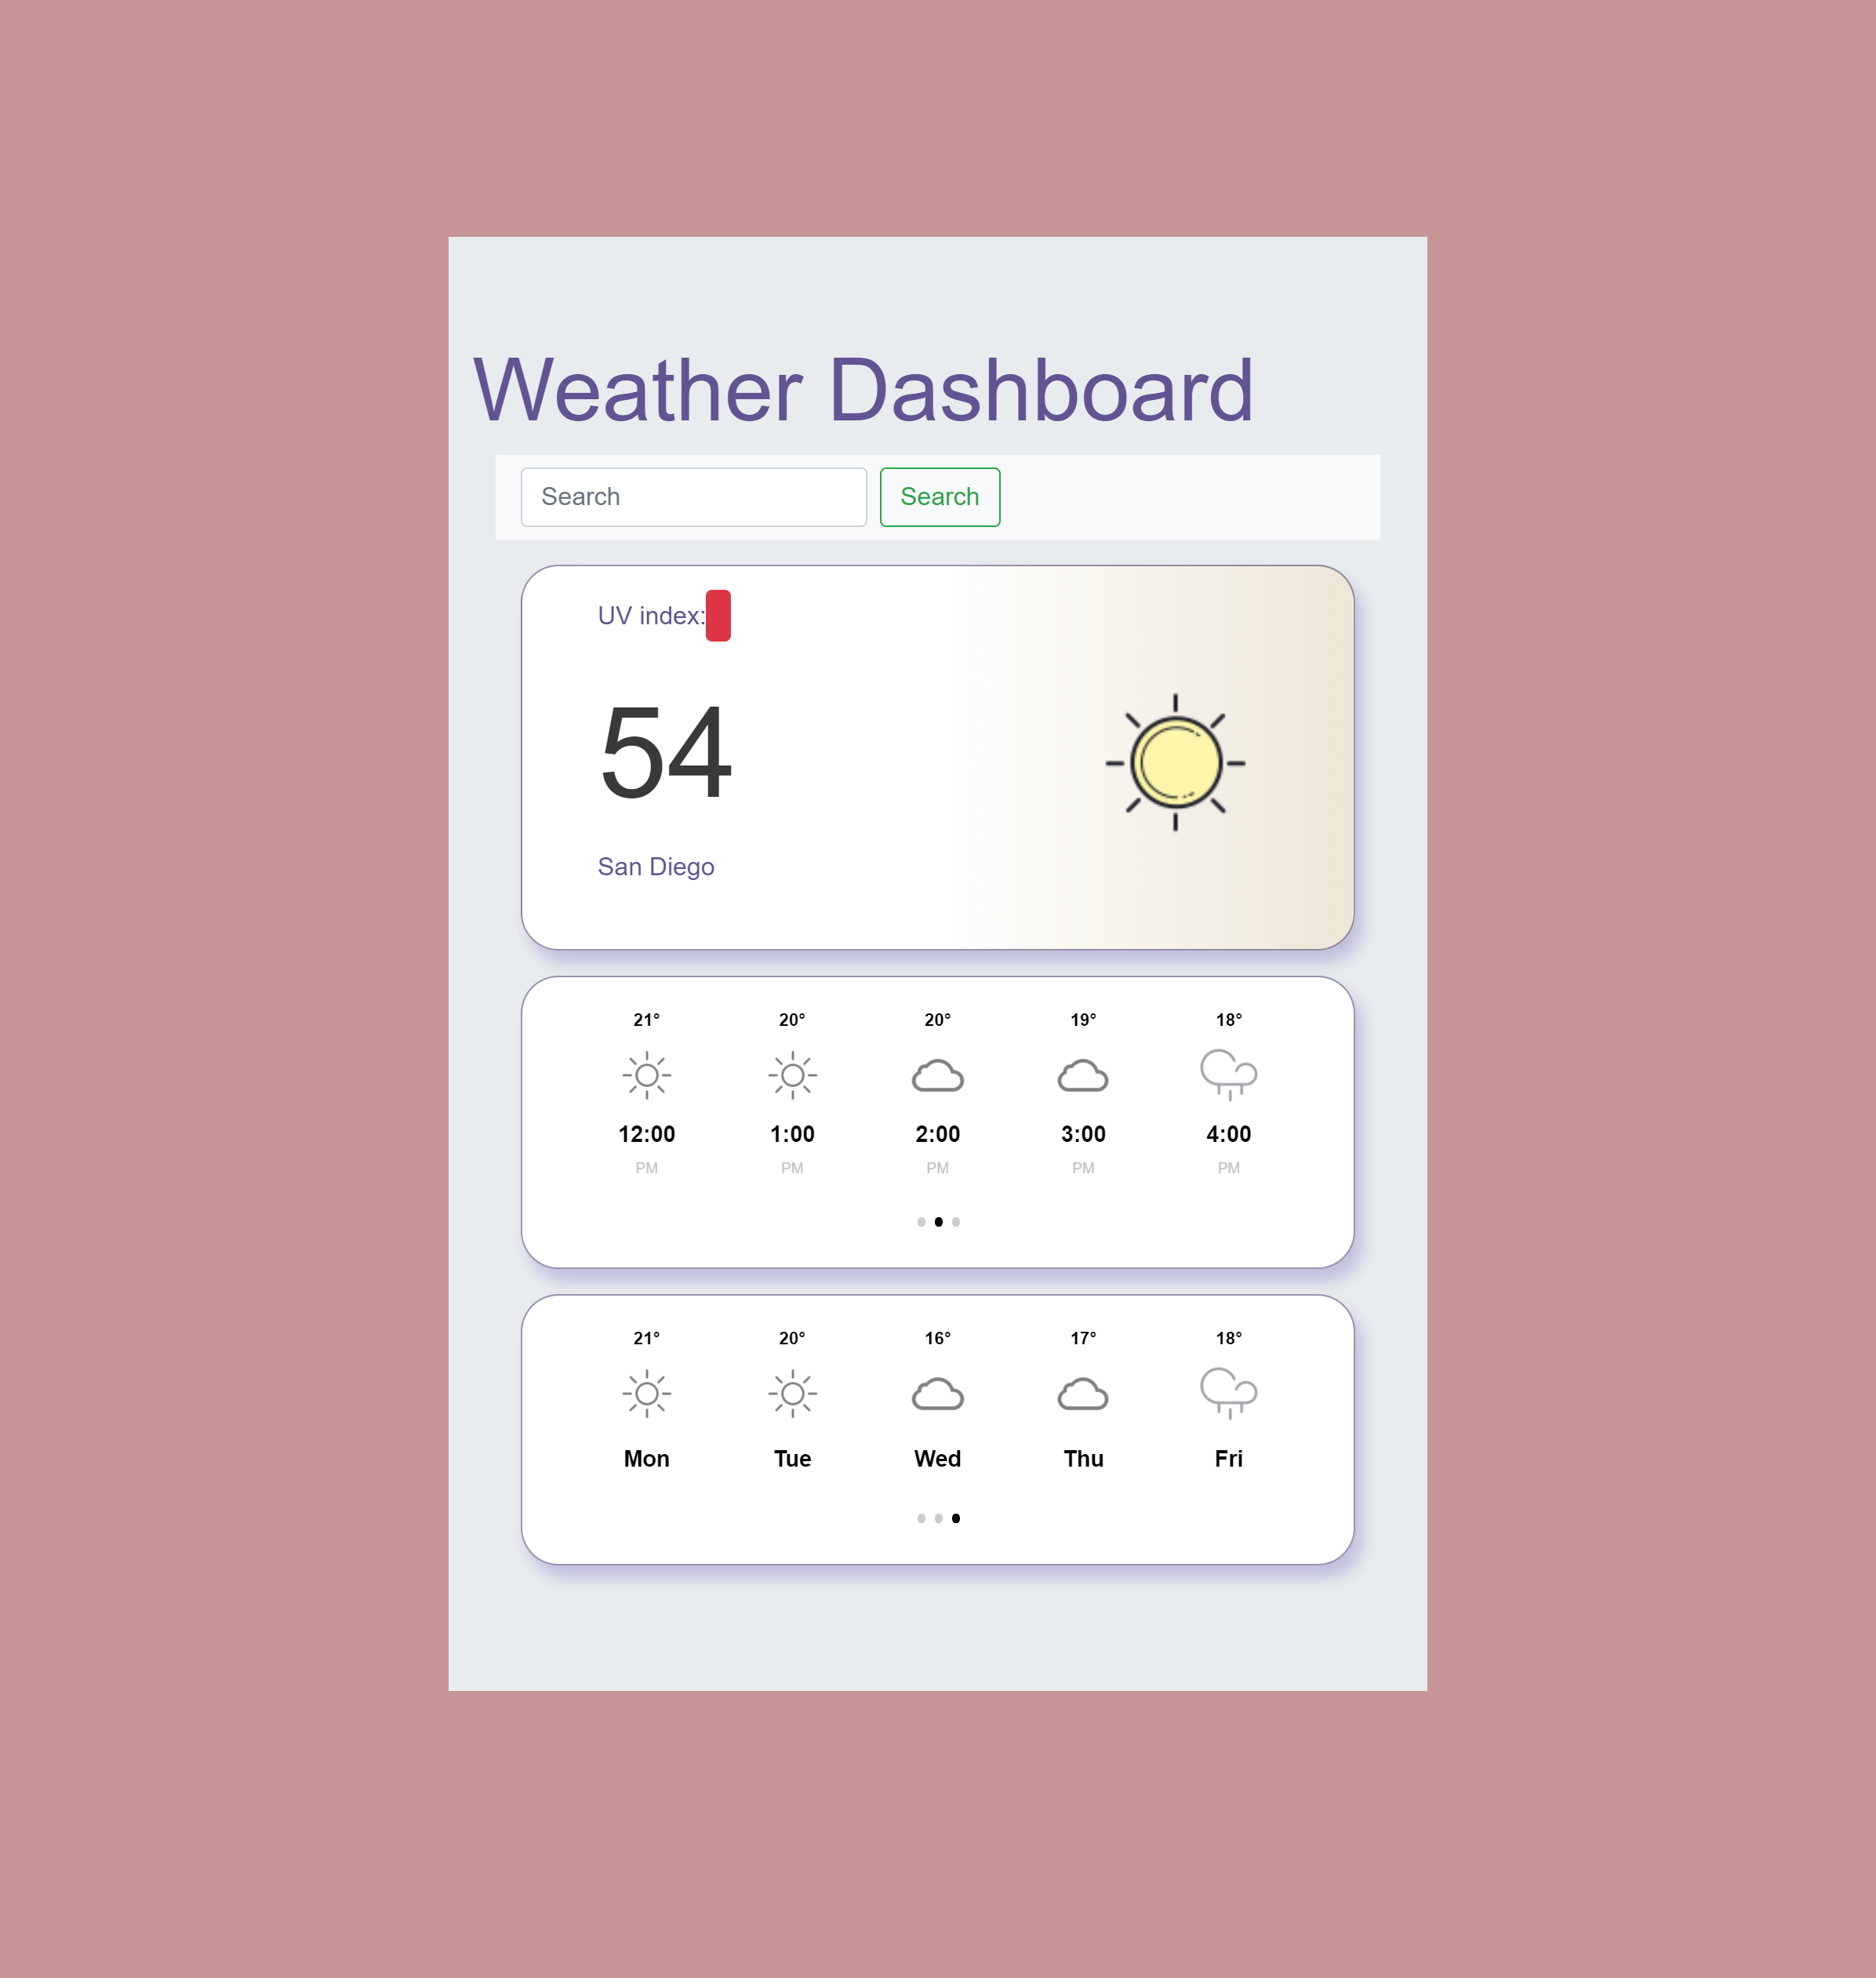 Weather Dashboard
Search Search
UV index:
54
San Diego
21° 20° 20° 19° 18°
12:00 1:00 2:00 3:00 4:00
PM PM PM PM PM
21° 20° 16° 17° 18°
Mon Tue Wed Thu Fri